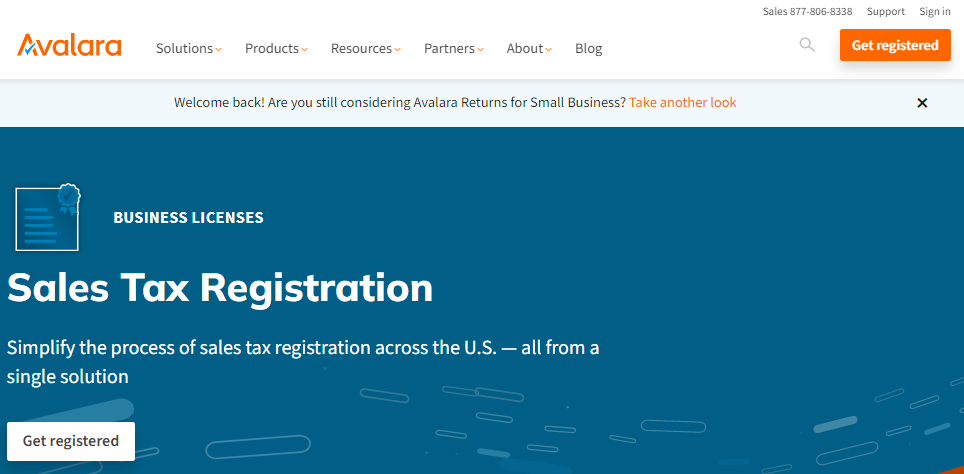 Sales 877-806-8338 Support Sign in
Avalara Solutions Products Resources Partners About Blog Get registered
Welcome back! Are you still considering Avalara Returns for Small Business? Take another look
BUSINESS LICENSES
Sales Tax Registration
Simplify the process of sales tax registration across the U.S. — all from a
single solution
Get registered